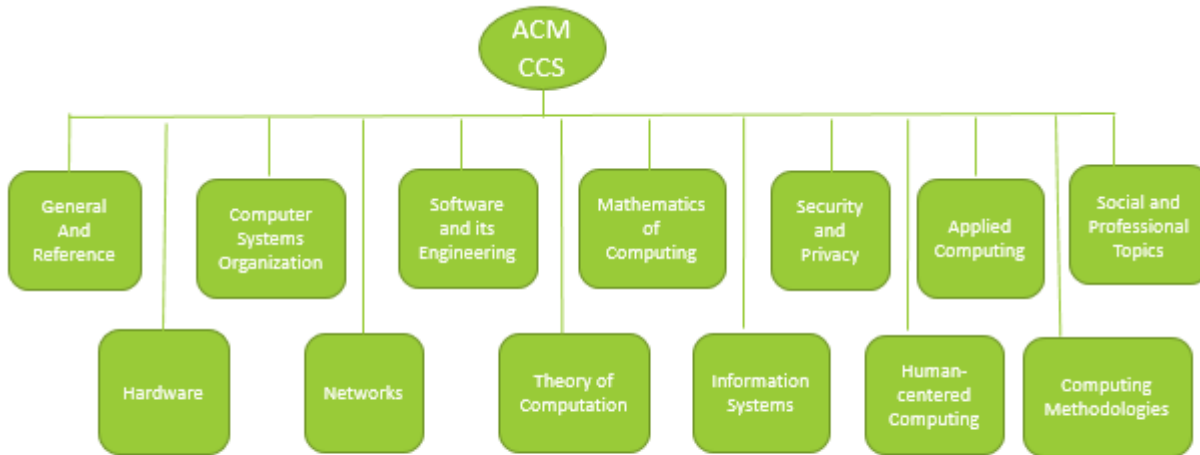 ACM
CCS
General
And
Reference
Computer
Systems
Organization
Software
and its
Engineering
Mathematics
of
Computing
Security
and
Privacy
Applied
Computing
Social and
Professional
Topics
Hardware
Networks
Theory of
Computation
Information
Systems
Human-
centered
Computing
Computing
Methodologies